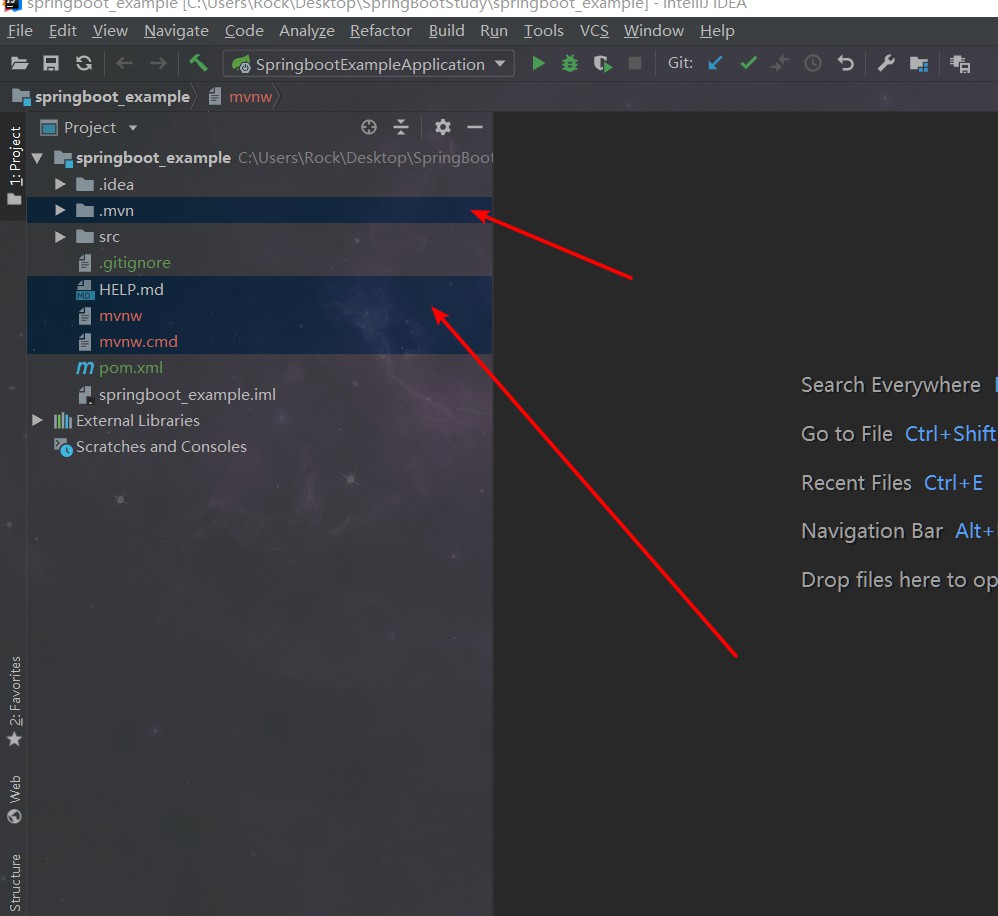 springboot_example [C:\Users\Rock\Desktop\SpringBootStudy\springboot_example] - IntelliJ IDEA
File Edit View Navigate Code Analyze Refactor Build Run Tools VCS Window Help
SpringbootExampleApplication Git:
springboot_example mvnw
1: Project
Project
springboot_example C:\Users\Rock\Desktop\SpringBoot
.idea
.mvn
src
.gitignore
MD HELP.md
mvnw
mvnw.cmd
m pom.xml
springboot_example.iml
External Libraries
Scratches and Consoles
Search Everywhere
Go to File Ctrl+Shift
Recent Files Ctrl+E
Navigation Bar Alt+
Drop files here to op
2: Favorites
Web
Structure